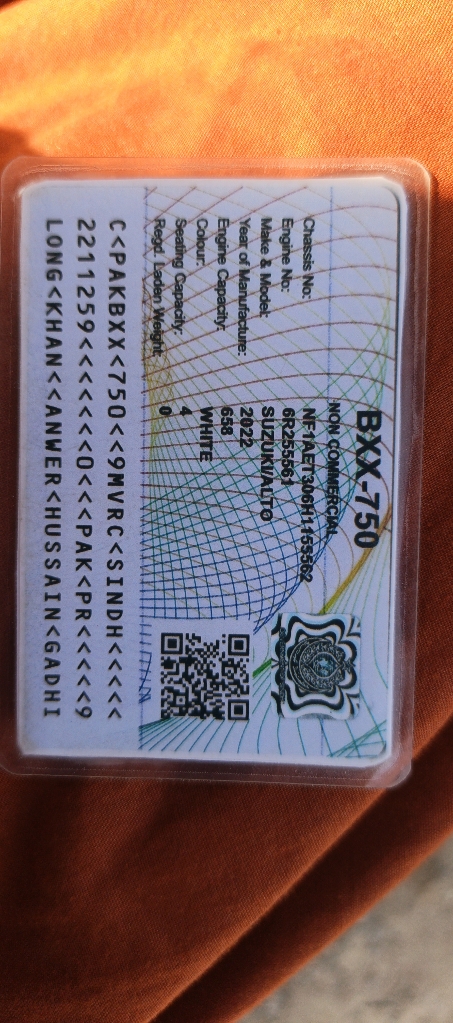 BXX-750
NON COMMERCIAL
Chassis No:
Engine No: 6R255581
Make & Model: SUZUKI/ALTO
Year of Manufacture: 2022
Engine Capacity: 658
Colour: WHITE
Seating Capacity: 4
Regd. Laden Weight: 0
C<PAKBXX<750<<9MVRC<SINDH<<<<<
2211259<<<<<<<0<<<PAK<PR<<<<<9
LONG<KHAN<<ANWER<HUSSAIN<GADHI